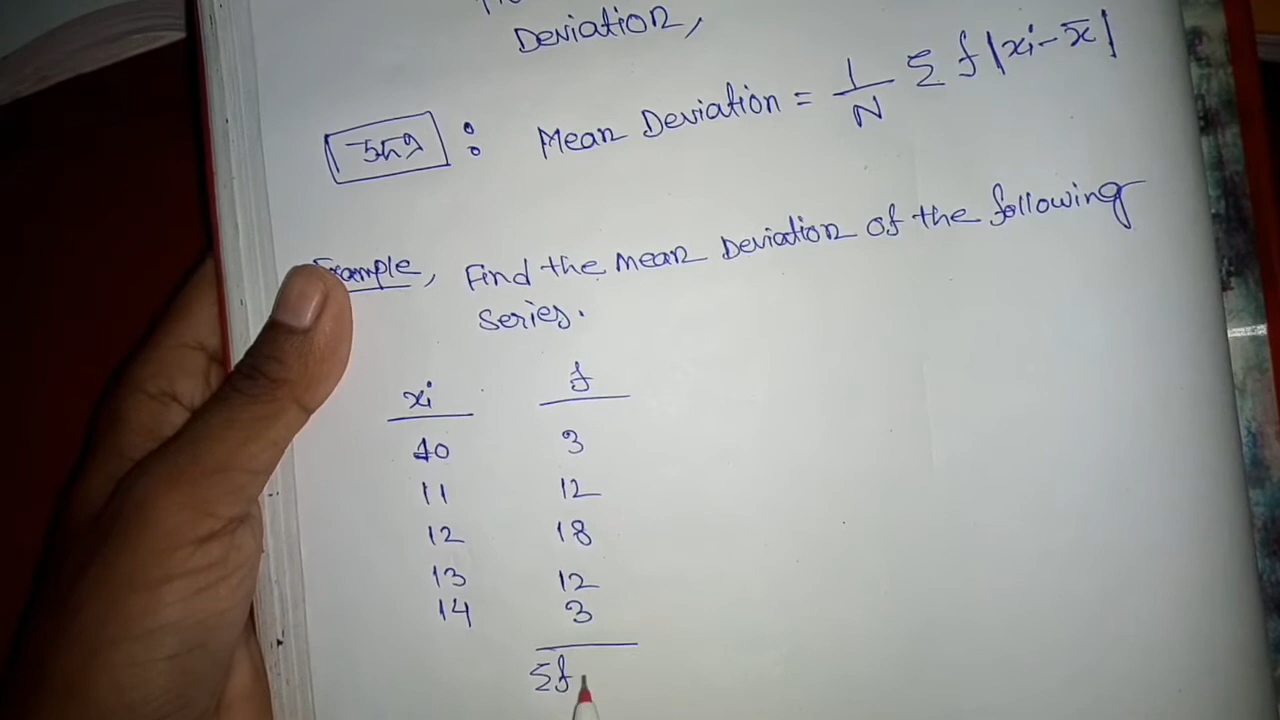 Deviation,
সূত্র : Mean Deviation = 1/N Σ f|xi - x̄|
Example, Find the mean Deviation of the following
series.
xi f
10 3
11 12
12 18
13 12
14 3
Σf